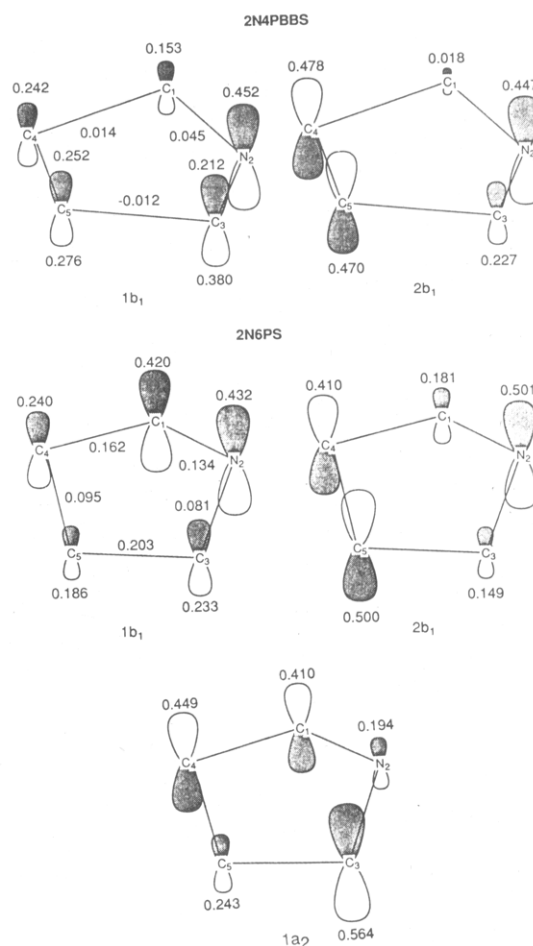 2N4PBBS
0.153
0.018
0.242
0.452
0.478
0.447
C₁
C₁
C₄
0.014
0.045
C₄
0.252
0.212
N₂
N₂
C₅
-0.012
C₃
C₅
C₃
0.276
0.380
0.470
0.227
1b₁
2b₁
2N6PS
0.420
0.240
0.432
0.410
0.181
0.501
C₁
C₁
C₄
0.162
0.134
N₂
C₄
N₂
0.095
0.081
0.203
C₅
C₃
C₅
C₃
0.186
0.233
0.500
0.149
1b₁
2b₁
0.410
0.449
0.194
C₁
C₄
N₂
C₅
C₃
0.243
0.564
1a₂